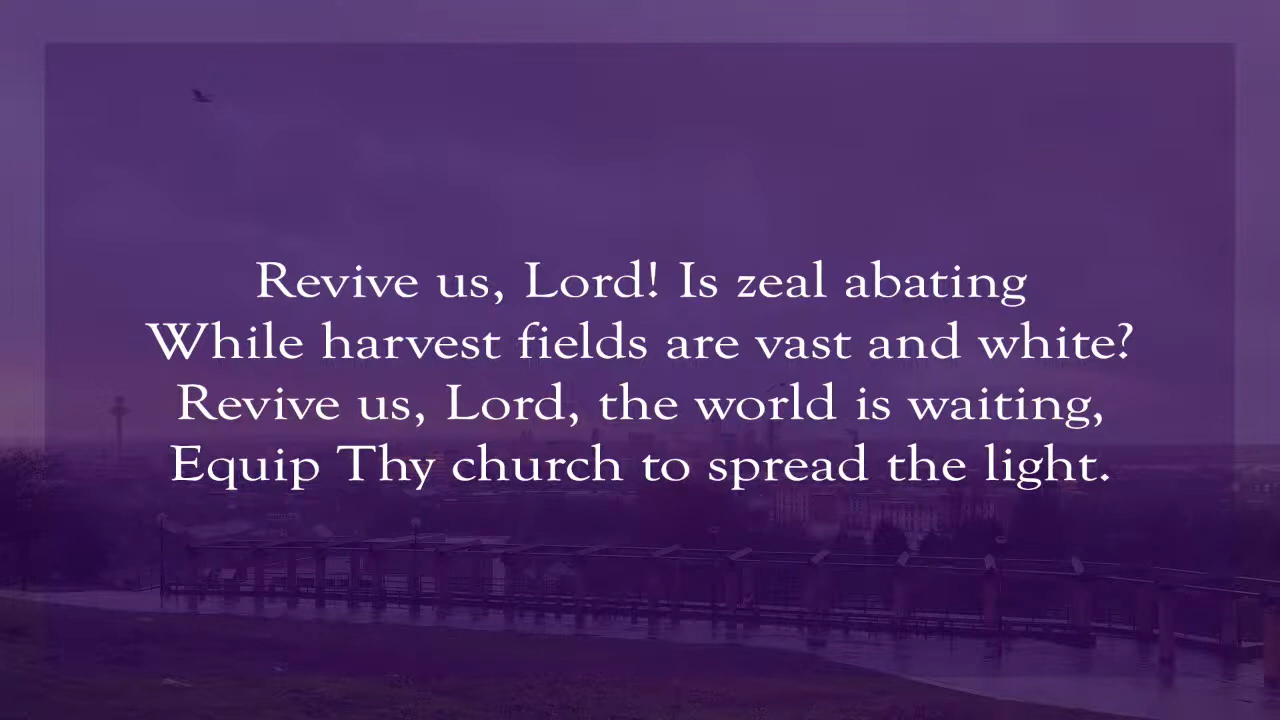 Revive us, Lord! Is zeal abating
While harvest fields are vast and white?
Revive us, Lord, the world is waiting,
Equip Thy church to spread the light.